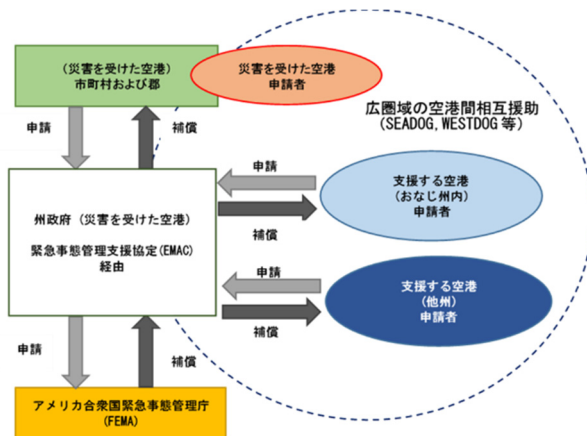 (災害を受けた空港)
市町村および郡
災害を受けた空港
申請者
広圏域の空港間相互援助
(SEADOG, WESTDOG 等)
申請
補償
申請
支援する空港
(おなじ州内)
申請者
州政府 (災害を受けた空港)
緊急事態管理支援協定(EMAC)
経由
補償
申請
支援する空港
(他州)
申請者
補償
申請
補償
アメリカ合衆国緊急事態管理庁
(FEMA)